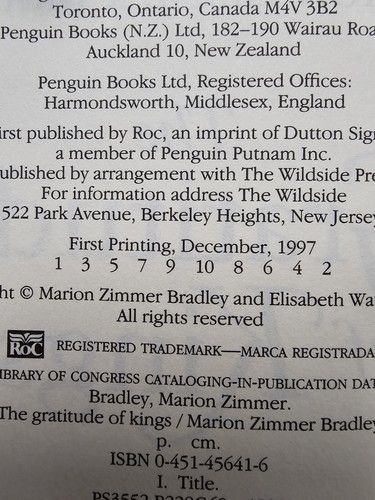 Toronto, Ontario, Canada M4V 3B2
Penguin Books (N.Z.) Ltd, 182–190 Wairau Roa
Auckland 10, New Zealand
Penguin Books Ltd, Registered Offices:
Harmondsworth, Middlesex, England
irst published by Roc, an imprint of Dutton Sig
a member of Penguin Putnam Inc.
ublished by arrangement with The Wildside Pre
For information address The Wildside
522 Park Avenue, Berkeley Heights, New Jersey
First Printing, December, 1997
1 3 5 7 9 10 8 6 4 2
ht © Marion Zimmer Bradley and Elisabeth Wa
All rights reserved
ROC REGISTERED TRADEMARK—MARCA REGISTRADA
IBRARY OF CONGRESS CATALOGING-IN-PUBLICATION DAT
Bradley, Marion Zimmer.
The gratitude of kings / Marion Zimmer Bradley
p. cm.
ISBN 0-451-45641-6
I. Title.